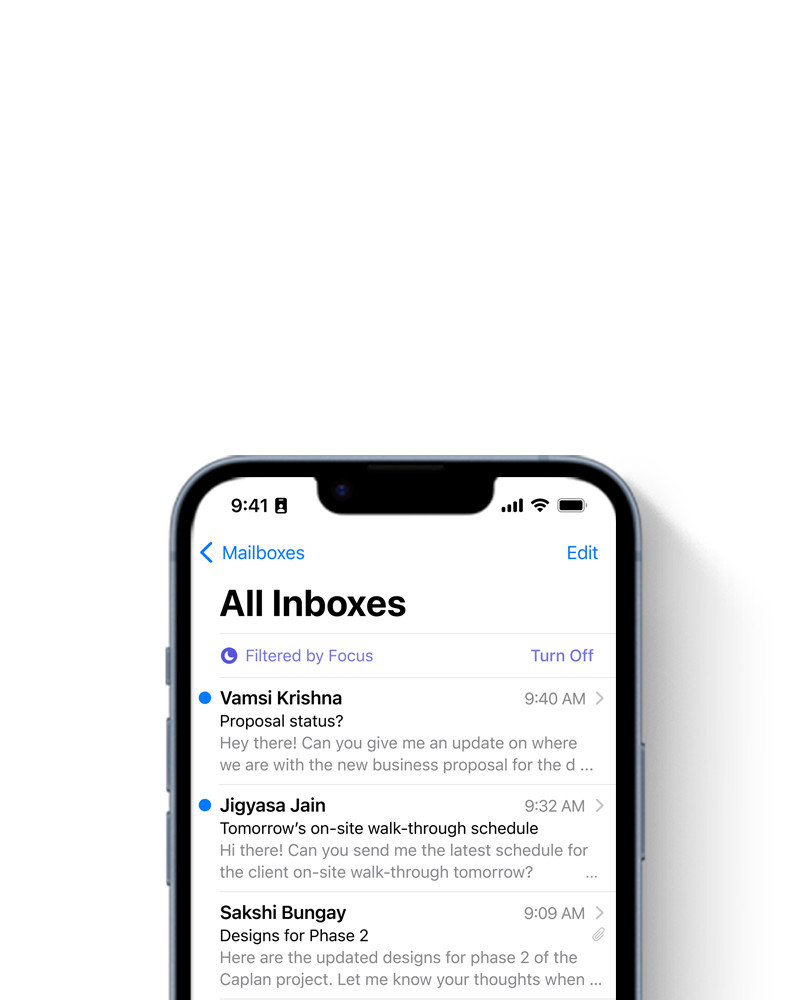 9:41
Mailboxes Edit
All Inboxes
Filtered by Focus Turn Off
Vamsi Krishna 9:40 AM
Proposal status?
Hey there! Can you give me an update on where
we are with the new business proposal for the d ...
Jigyasa Jain 9:32 AM
Tomorrow’s on-site walk-through schedule
Hi there! Can you send me the latest schedule for
the client on-site walk-through tomorrow? ...
Sakshi Bungay 9:09 AM
Designs for Phase 2
Here are the updated designs for phase 2 of the
Caplan project. Let me know your thoughts when ...